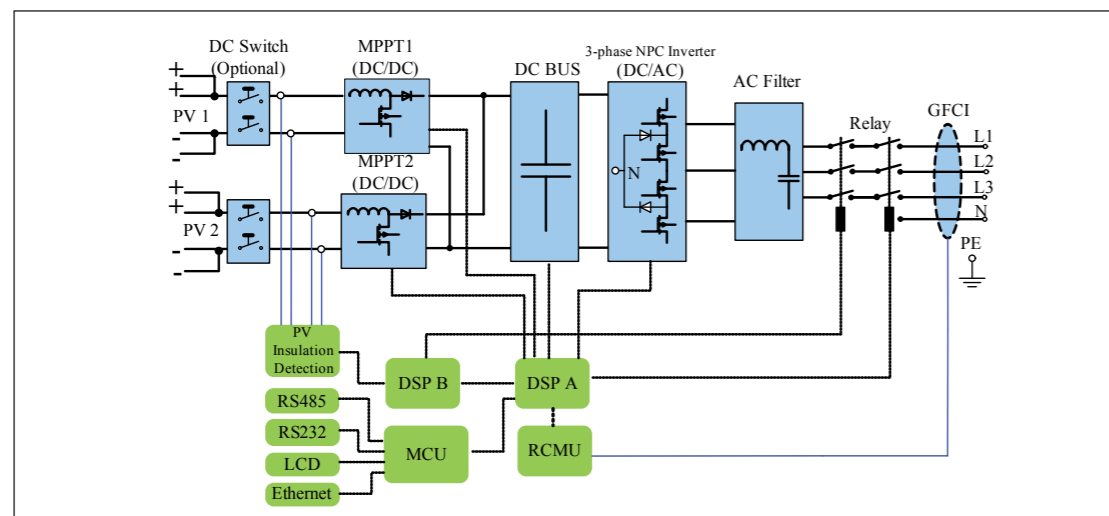 DC Switch
(Optional)
MPPT1
(DC/DC)
DC BUS
3-phase NPC Inverter
(DC/AC)
AC Filter
Relay
GFCI
+
+
PV 1
-
-
MPPT2
(DC/DC)
+
+
PV 2
-
-
N
L1
L2
L3
N
PE
PV
Insulation
Detection
DSP B
DSP A
RS485
RS232
LCD
Ethernet
MCU
RCMU